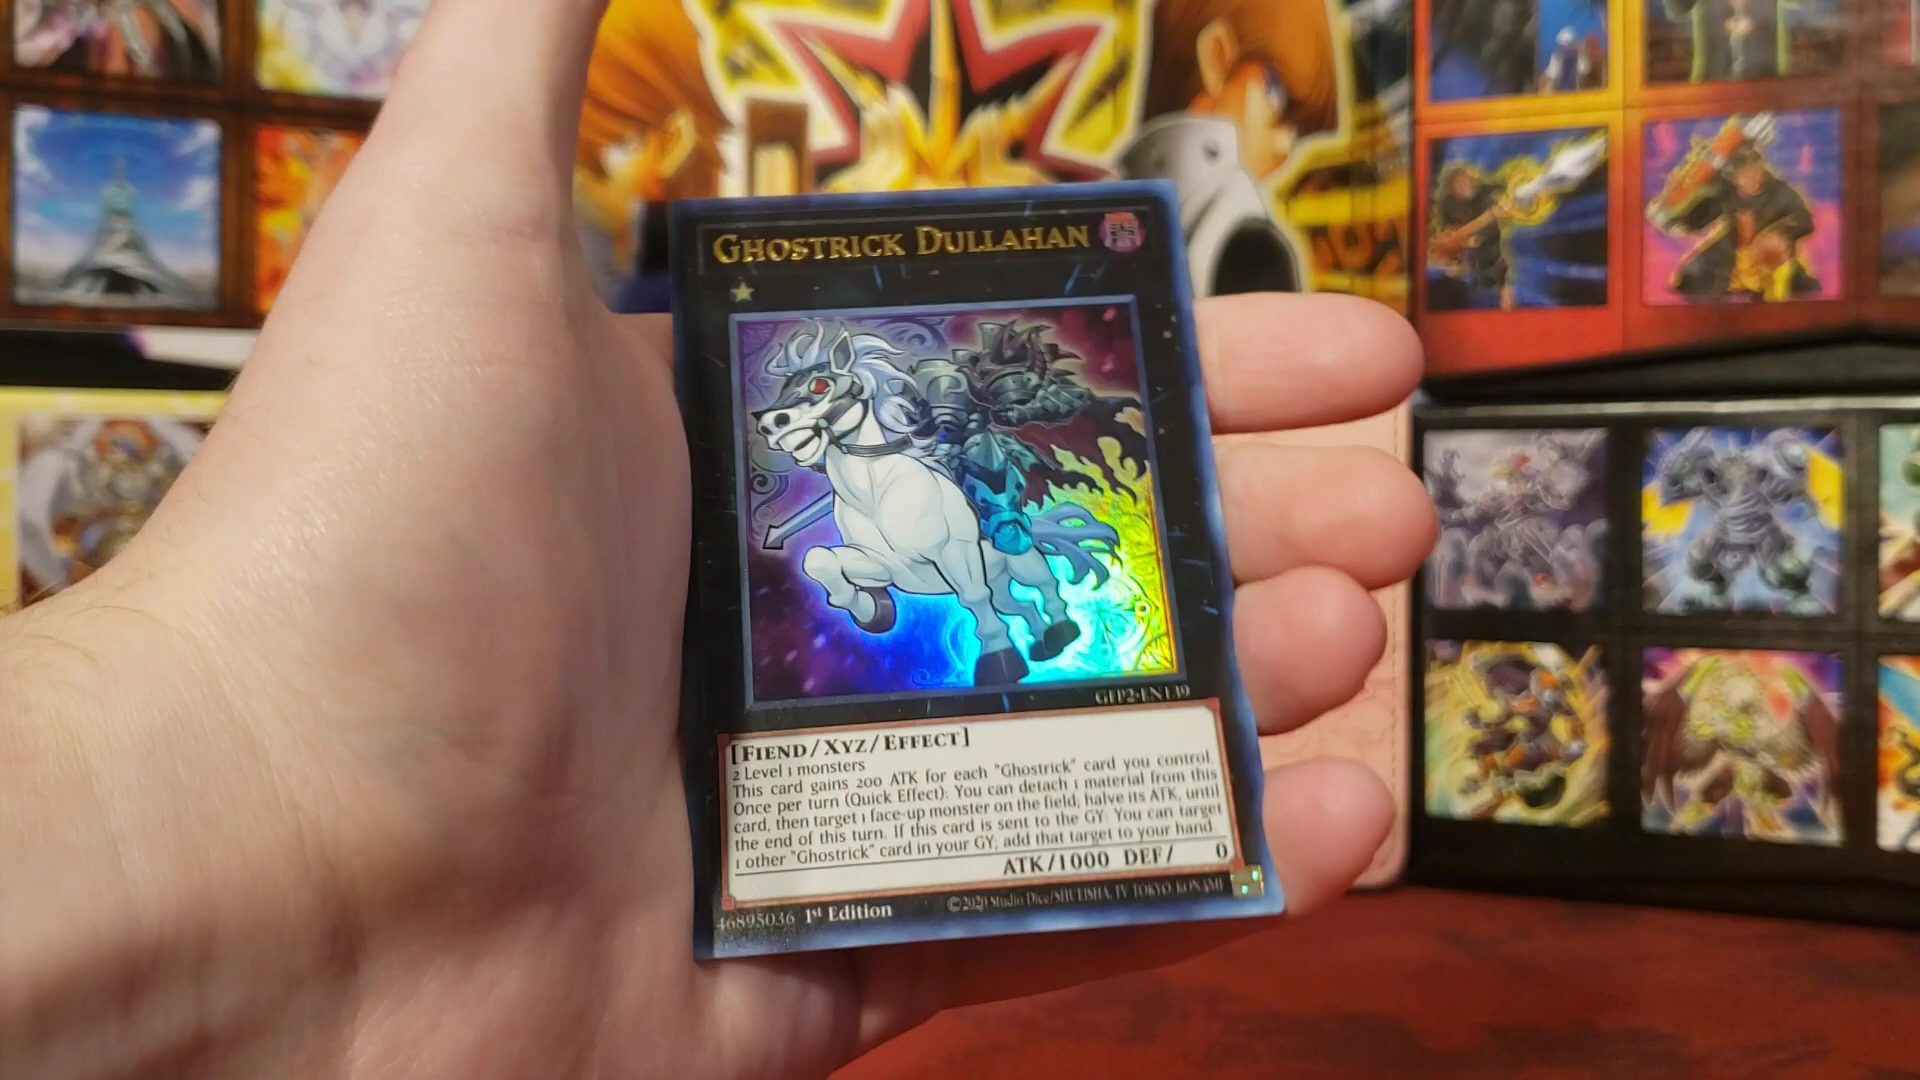 GHOSTRICK DULLAHAN
GFP2-EN139
[FIEND/XYZ/EFFECT]
2 Level 1 monsters
This card gains 200 ATK for each "Ghostrick" card you control.
Once per turn (Quick Effect): You can detach 1 material from this
card, then target 1 face-up monster on the field; halve its ATK, until
the end of this turn. If this card is sent to the GY: You can target
1 other "Ghostrick" card in your GY; add that target to your hand.
ATK/1000 DEF/ 0
46895036 1st Edition ©2020 Studio Dice/SHUEISHA, TV TOKYO, KONAMI